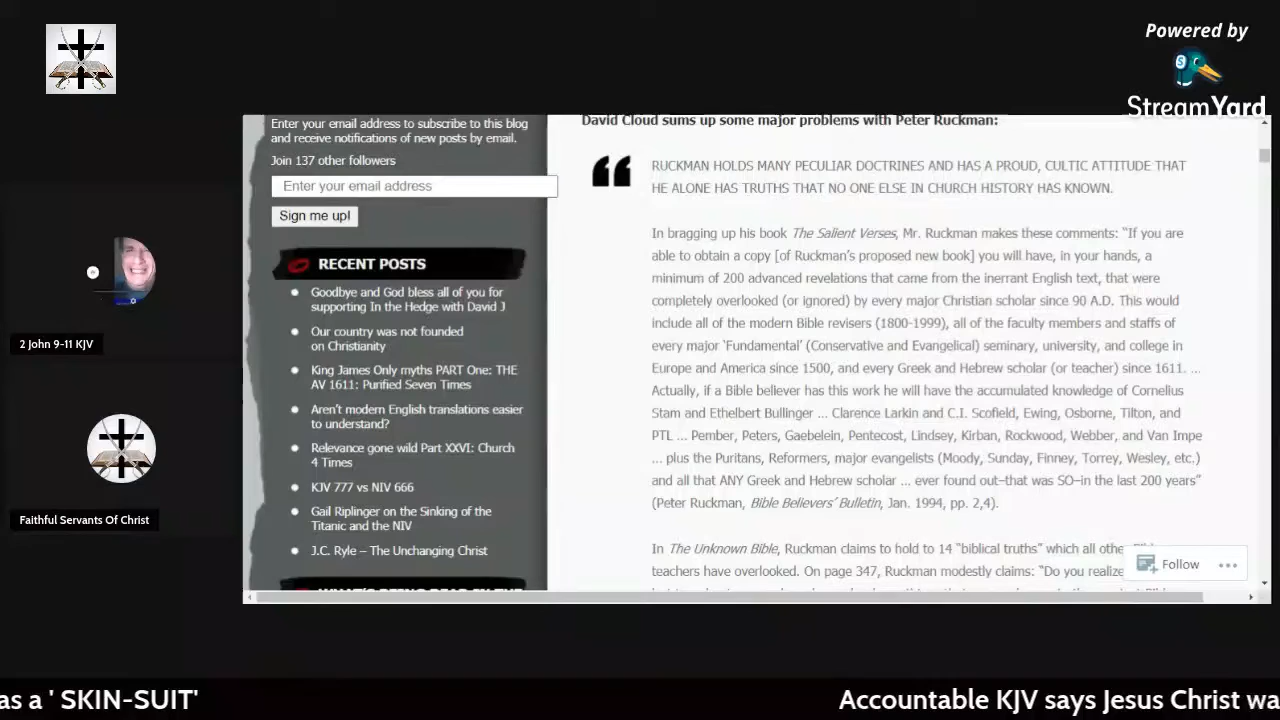 Powered by
StreamYard
Enter your email address to subscribe to this blog
and receive notifications of new posts by email.
Join 137 other followers
Enter your email address
Sign me up!
RECENT POSTS
Goodbye and God bless all of you for
supporting In the Hedge with David J
Our country was not founded
on Christianity
King James Only myths PART One: THE
AV 1611: Purified Seven Times
Aren't modern English translations easier
to understand?
Relevance gone wild Part XXVI: Church
4 Times
KJV 777 vs NIV 666
Gail Riplinger on the Sinking of the
Titanic and the NIV
J.C. Ryle – The Unchanging Christ
David Cloud sums up some major problems with Peter Ruckman:
RUCKMAN HOLDS MANY PECULIAR DOCTRINES AND HAS A PROUD, CULTIC ATTITUDE THAT
HE ALONE HAS TRUTHS THAT NO ONE ELSE IN CHURCH HISTORY HAS KNOWN.
In bragging up his book The Salient Verses, Mr. Ruckman makes these comments: “If you are
able to obtain a copy [of Ruckman's proposed new book] you will have, in your hands, a
minimum of 200 advanced revelations that came from the inerrant English text, that were
completely overlooked (or ignored) by every major Christian scholar since 90 A.D. This would
include all of the modern Bible revisers (1800-1999), all of the faculty members and staffs of
every major ‘Fundamental’ (Conservative and Evangelical) seminary, university, and college in
Europe and America since 1500, and every Greek and Hebrew scholar (or teacher) since 1611. …
Actually, if a Bible believer has this work he will have the accumulated knowledge of Cornelius
Stam and Ethelbert Bullinger … Clarence Larkin and C.I. Scofield, Ewing, Osborne, Tilton, and
PTL … Pember, Peters, Gaebelein, Pentecost, Lindsey, Kirban, Rockwood, Webber, and Van Impe
… plus the Puritans, Reformers, major evangelists (Moody, Sunday, Finney, Torrey, Wesley, etc.)
and all that ANY Greek and Hebrew scholar … ever found out–that was SO–in the last 200 years”
(Peter Ruckman, Bible Believers’ Bulletin, Jan. 1994, pp. 2,4).
In The Unknown Bible, Ruckman claims to hold to 14 “biblical truths” which all othe
teachers have overlooked. On page 347, Ruckman modestly claims: “Do you realize
Follow
2 John 9-11 KJV
Faithful Servants Of Christ
as a ' SKIN-SUIT'
Accountable KJV says Jesus Christ wa